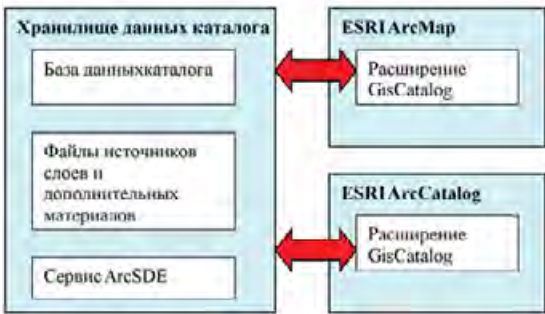 Хранилище данных каталога
База данныхкаталога
Файлы источников
слоев и
дополнительных
материалов
Сервис ArcSDE
ESRI ArcMap
Расширение
GisCatalog
ESRI ArcCatalog
Расширение
GisCatalog